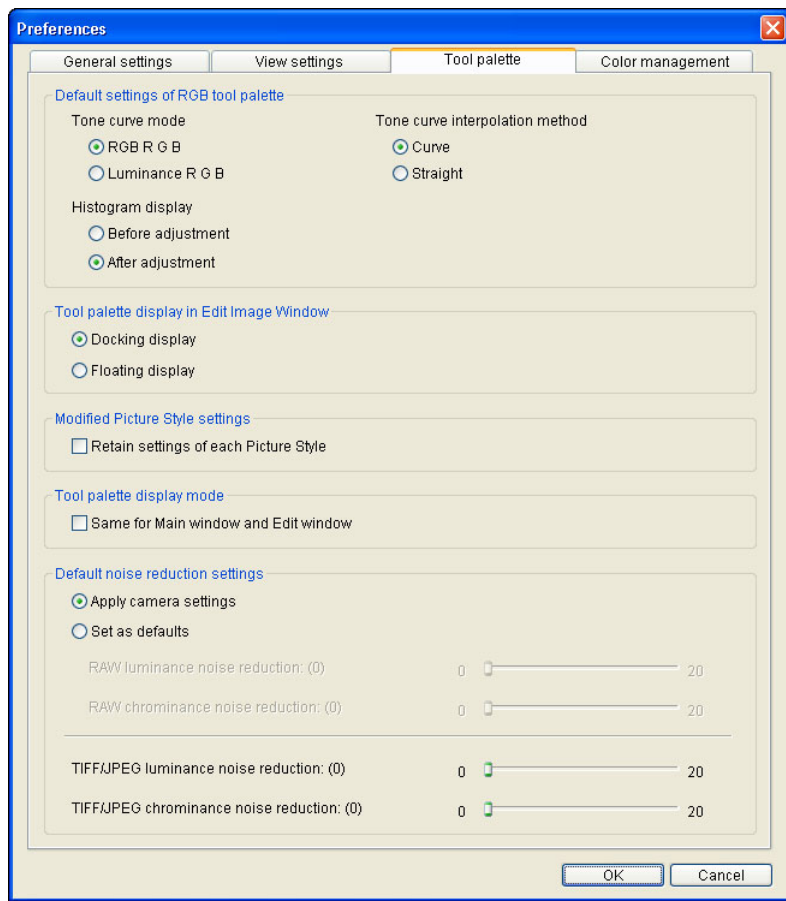 Preferences
General settings View settings Tool palette Color management
Default settings of RGB tool palette
Tone curve mode Tone curve interpolation method
RGB R G B Curve
Luminance R G B Straight
Histogram display
Before adjustment
After adjustment
Tool palette display in Edit Image Window
Docking display
Floating display
Modified Picture Style settings
Retain settings of each Picture Style
Tool palette display mode
Same for Main window and Edit window
Default noise reduction settings
Apply camera settings
Set as defaults
RAW luminance noise reduction: (0) 0 20
RAW chrominance noise reduction: (0) 0 20
TIFF/JPEG luminance noise reduction: (0) 0 20
TIFF/JPEG chrominance noise reduction: (0) 0 20
OK Cancel